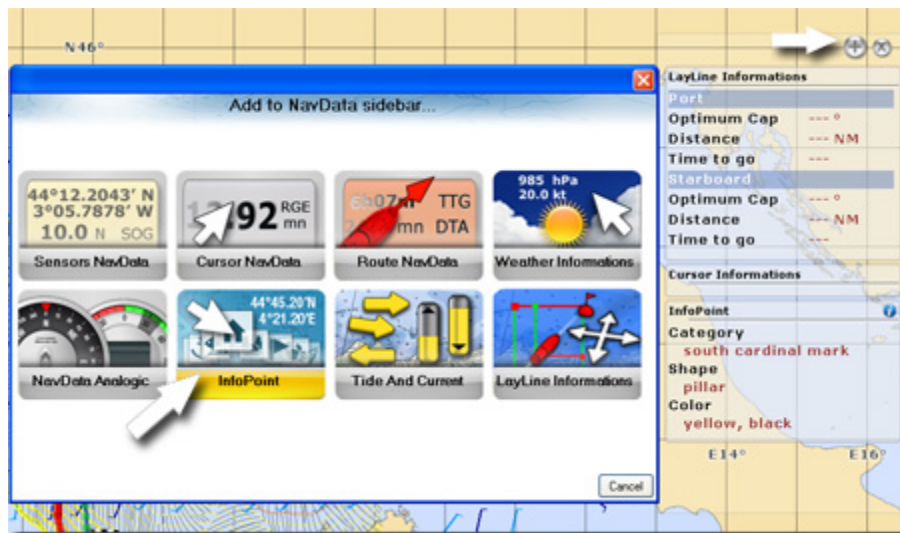 N 46°
Add to NavData sidebar...
44°12.2043' N
3°05.7878' W
10.0 N SOG
Sensors NavData
92 RGE
mn
Cursor NavData
07m TTG
mn DTA
Route NavData
985 hPa
20.0 kt
Weather Informations
NavData Analogic
44°45.20'N
4°21.20'E
InfoPoint
Tide And Current
LayLine Informations
Cancel
LayLine Informations
Port
Optimum Cap --- °
Distance --- NM
Time to go ---
Starboard
Optimum Cap --- °
Distance --- NM
Time to go ---
Cursor Informations
InfoPoint
Category
south cardinal mark
Shape
pillar
Color
yellow, black
E 14°
E 16°